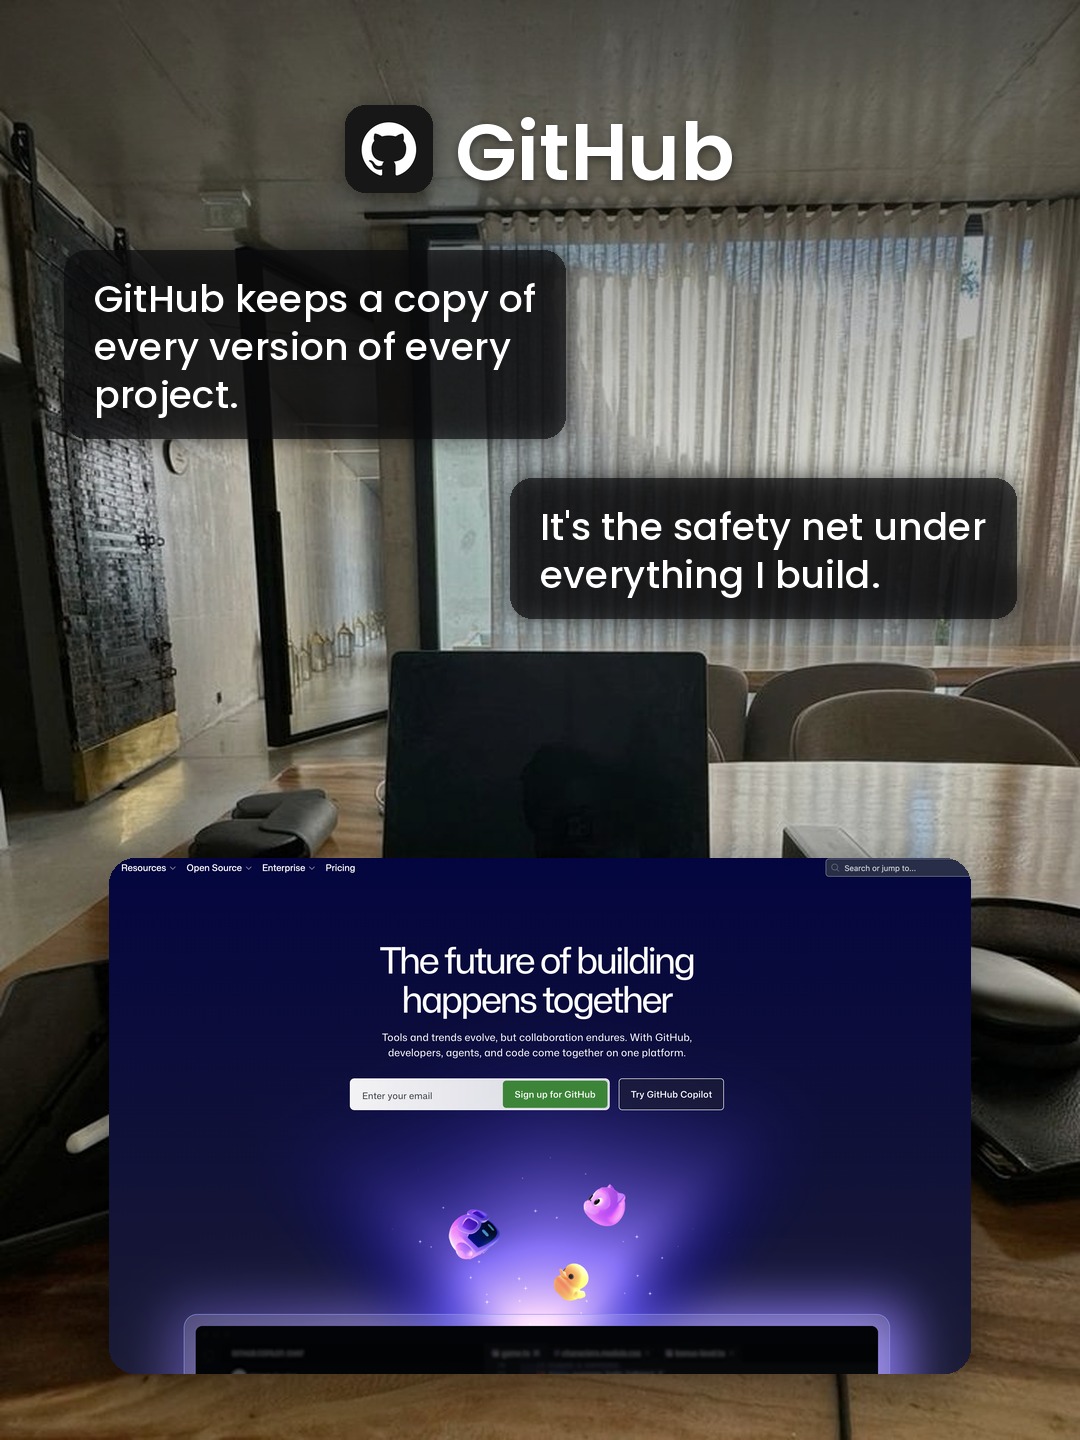 GitHub
GitHub keeps a copy of
every version of every
project.
It's the safety net under
everything I build.
Resources
Open Source
Enterprise
Pricing
Search or jump to...
The future of building
happens together
Tools and trends evolve, but collaboration endures. With GitHub,
developers, agents, and code come together on one platform.
Enter your email
Sign up for GitHub
Try GitHub Copilot